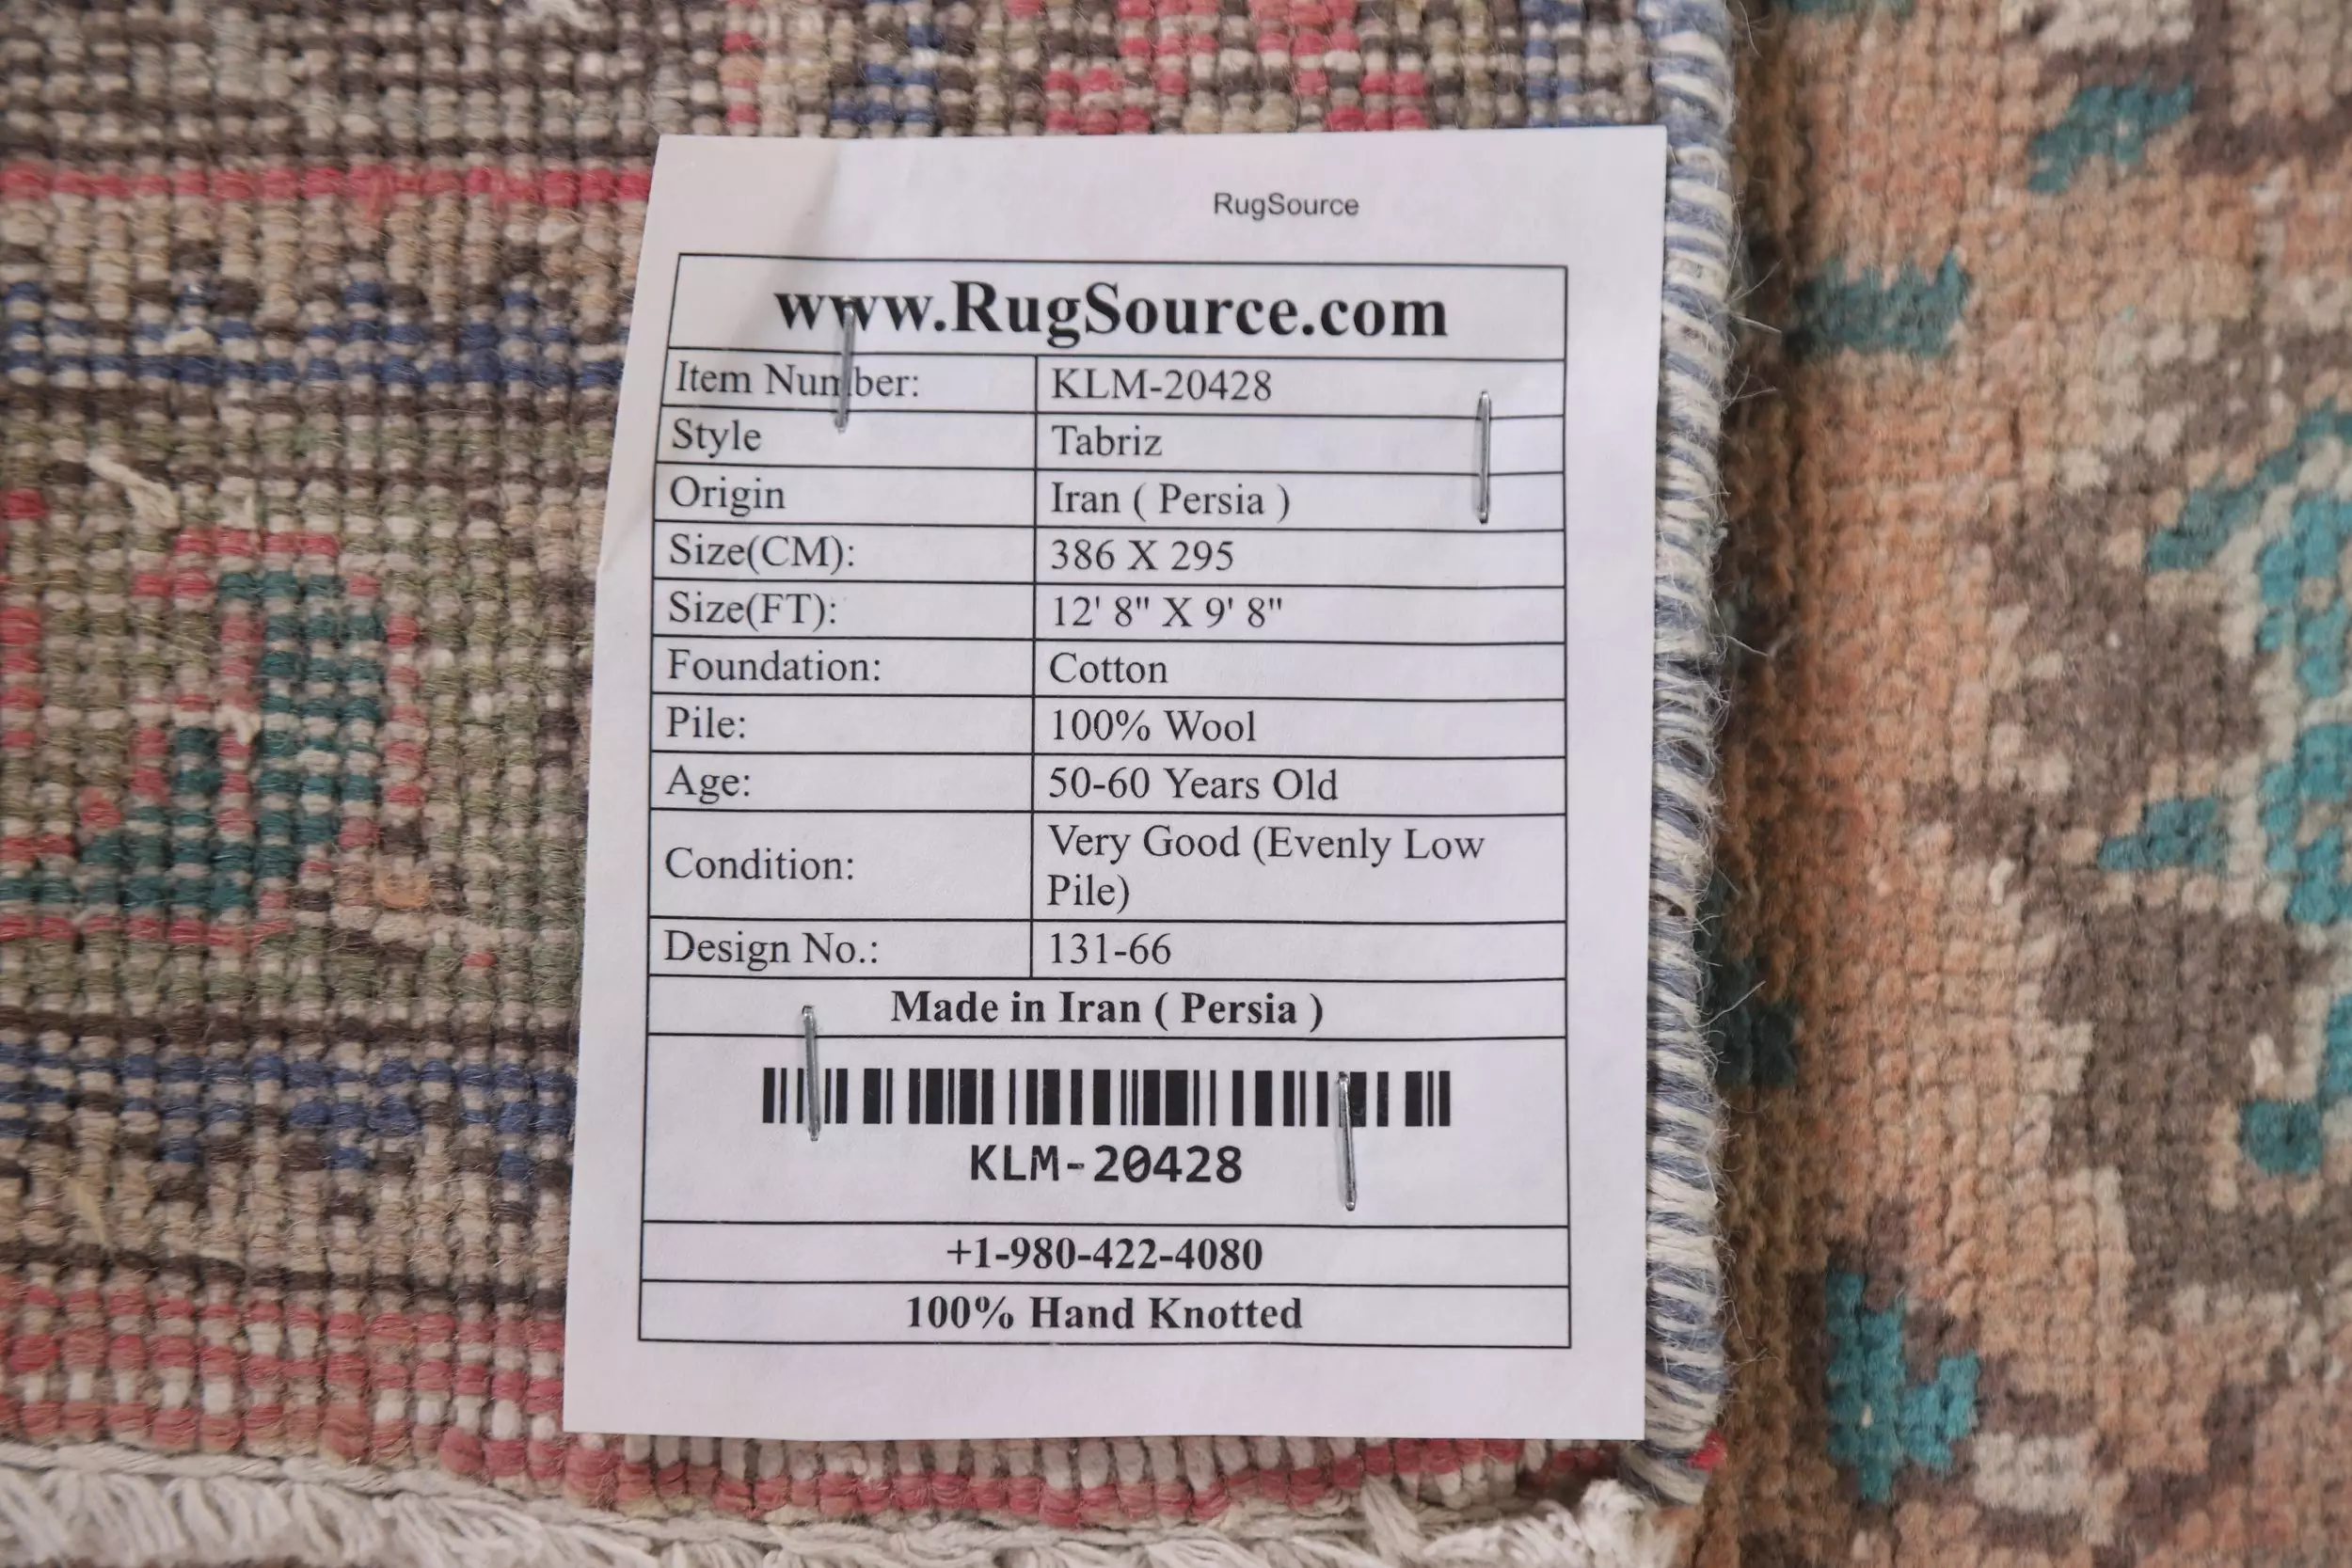 RugSource
www.RugSource.com
Item Number: KLM-20428
Style Tabriz
Origin Iran ( Persia )
Size(CM): 386 X 295
Size(FT): 12' 8" X 9' 8"
Foundation: Cotton
Pile: 100% Wool
Age: 50-60 Years Old
Condition: Very Good (Evenly Low
Pile)
Design No.: 131-66
Made in Iran ( Persia )
KLM-20428
+1-980-422-4080
100% Hand Knotted